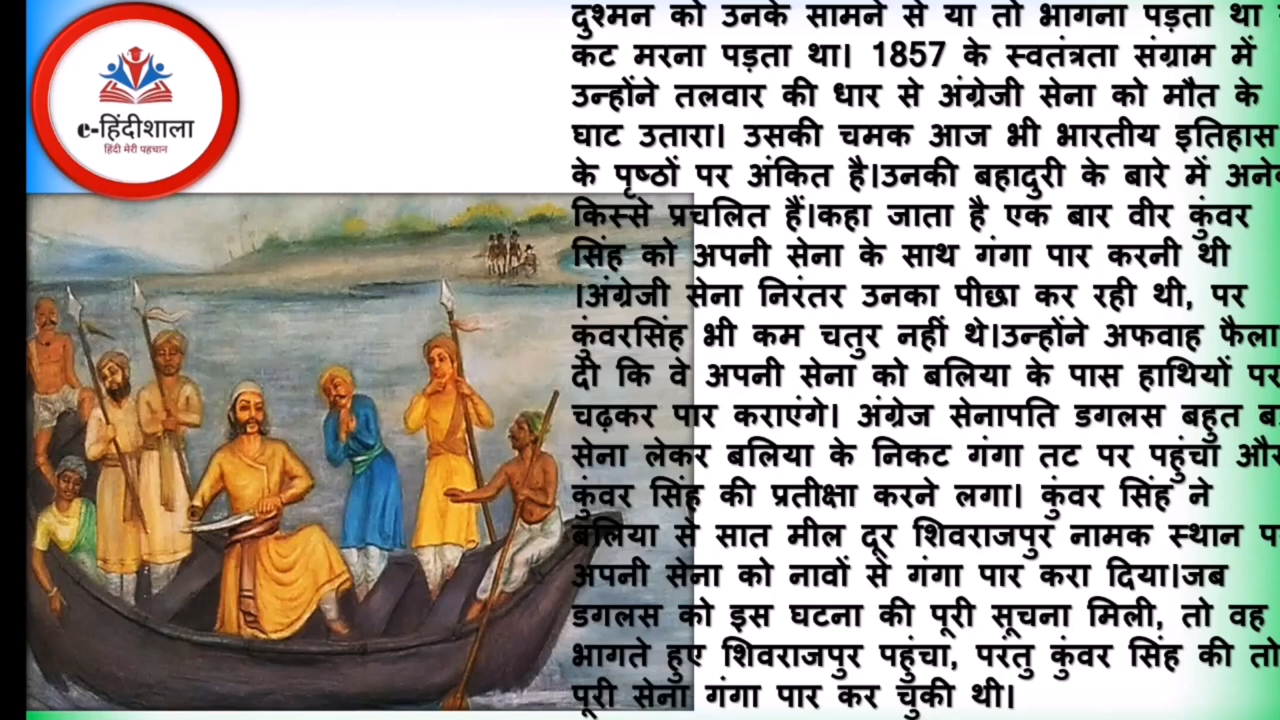 e-हिंदीशाला
हिंदी मेरी पहचान
दुश्मन को उनके सामने से या तो भागना पड़ता था
कट मरना पड़ता था। 1857 के स्वतंत्रता संग्राम में
उन्होंने तलवार की धार से अंग्रेजी सेना को मौत के
घाट उतारा। उसकी चमक आज भी भारतीय इतिहास
के पृष्ठों पर अंकित है।उनकी बहादुरी के बारे में
किस्से प्रचलित हैं।कहा जाता है एक बार वीर कुंवर
सिंह को अपनी सेना के साथ गंगा पार करनी थी
।अंग्रेजी सेना निरंतर उनका पीछा कर रही थी, पर
कुंवरसिंह भी कम चतुर नहीं थे।उन्होंने अफवाह फैला
दी कि वे अपनी सेना को बलिया के पास हाथियों पर
चढ़कर पार कराएंगे। अंग्रेज सेनापति डगलस बहुत
सेना लेकर बलिया के निकट गंगा तट पर पहुंचा और
कुंवर सिंह की प्रतीक्षा करने लगा। कुंवर सिंह ने
बलिया से सात मील दूर शिवराजपुर नामक स्थान
अपनी सेना को नावों से गंगा पार करा दिया।जब
डगलस को इस घटना की पूरी सूचना मिली, तो वह
भागते हुए शिवराजपुर पहुंचा, परंतु कुंवर सिंह की तो
पूरी सेना गंगा पार कर चुकी थी।